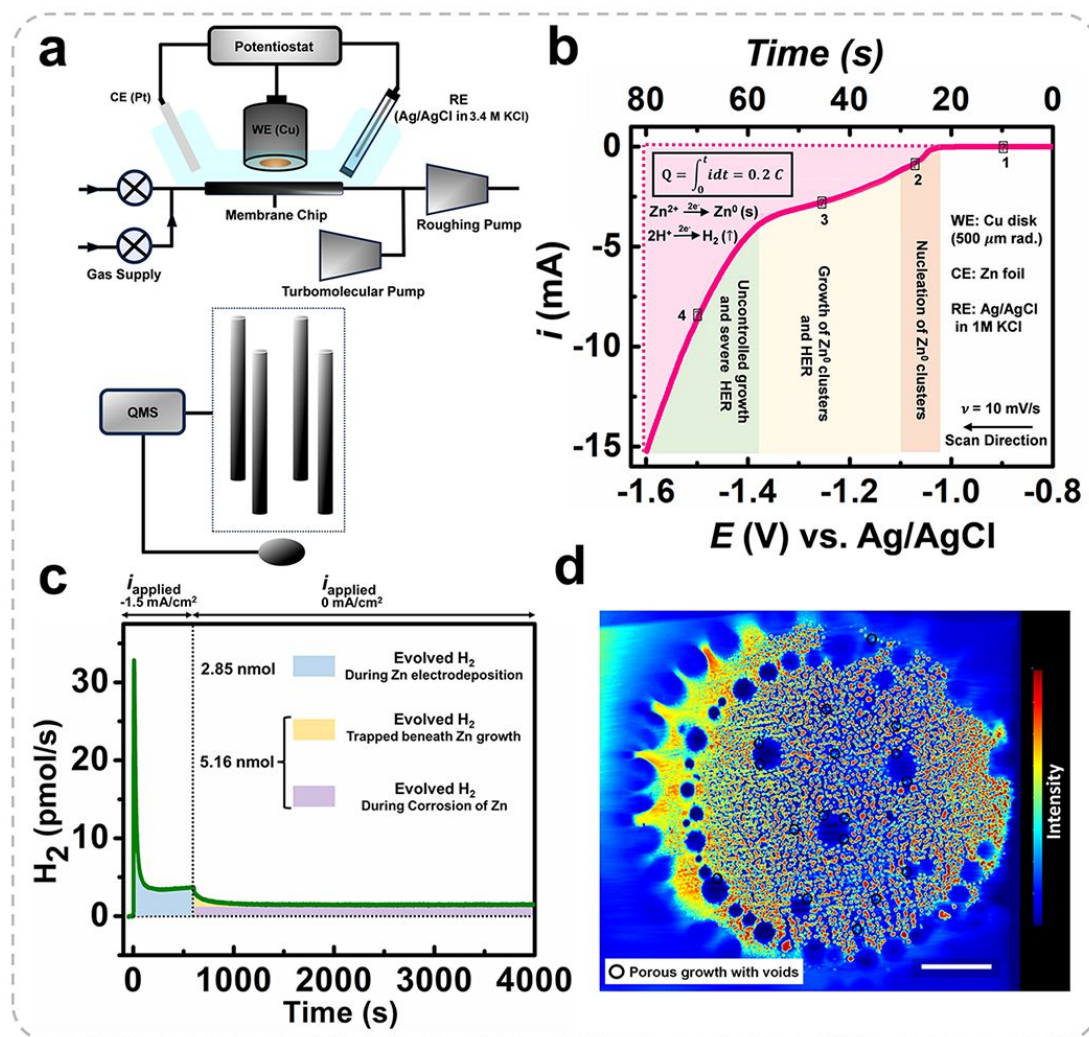 a
Potentiostat
CE (Pt)
WE (Cu)
RE
(Ag/AgCl in 3.4 M KCl)
Membrane Chip
Gas Supply
Roughing Pump
Turbomolecular Pump
QMS
b
Time (s)
80 60 40 20 0
0
-5
-10
-15
i (mA)
Q = ∫₀ᵗ idt = 0.2 C
Zn²⁺ 2e⁻→ Zn⁰ (s)
2H⁺ 2e⁻→ H₂ (↑)
1
2
3
4
Uncontrolled growth
and severe HER
Growth of Zn⁰ clusters
and HER
Nucleation of Zn⁰ clusters
WE: Cu disk
(500 μm rad.)
CE: Zn foil
RE: Ag/AgCl
in 1M KCl
ν = 10 mV/s
Scan Direction
-1.6 -1.4 -1.2 -1.0 -0.8
E (V) vs. Ag/AgCl
c
i applied
-1.5 mA/cm²
i applied
0 mA/cm²
30
20
10
0
H₂ (pmol/s)
2.85 nmol
Evolved H₂
During Zn electrodeposition
5.16 nmol
Evolved H₂
Trapped beneath Zn growth
Evolved H₂
During Corrosion of Zn
0 1000 2000 3000 4000
Time (s)
d
Intensity
Porous growth with voids